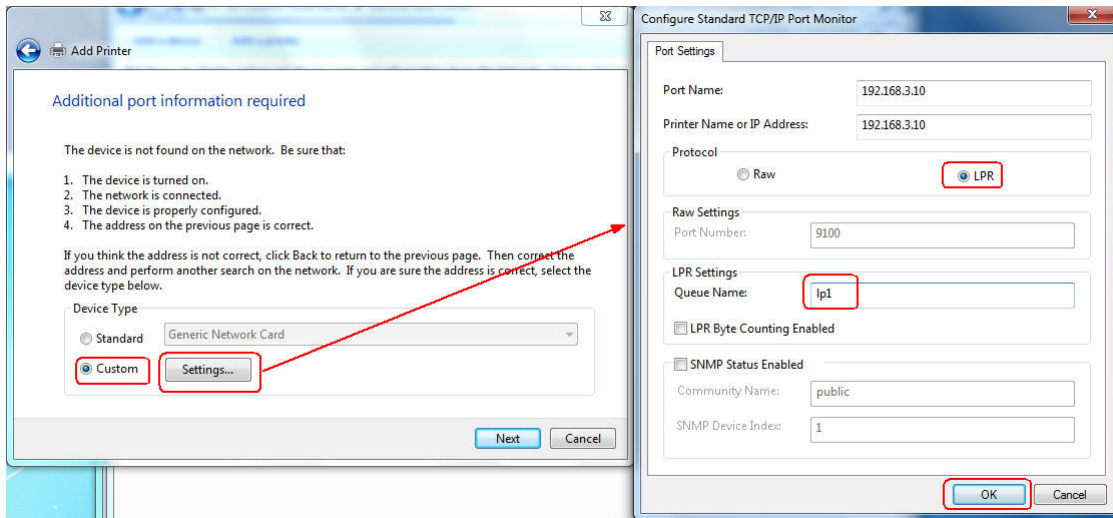 Add Printer
Additional port information required
The device is not found on the network. Be sure that:
1. The device is turned on.
2. The network is connected.
3. The device is properly configured.
4. The address on the previous page is correct.
If you think the address is not correct, click Back to return to the previous page. Then correct the
address and perform another search on the network. If you are sure the address is correct, select the
device type below.
Device Type
Standard
Generic Network Card
Custom
Settings...
Next
Cancel
Configure Standard TCP/IP Port Monitor
Port Settings
Port Name:
192.168.3.10
Printer Name or IP Address:
192.168.3.10
Protocol
Raw
LPR
Raw Settings
Port Number:
9100
LPR Settings
Queue Name:
lp1
LPR Byte Counting Enabled
SNMP Status Enabled
Community Name:
public
SNMP Device Index:
1
OK
Cancel